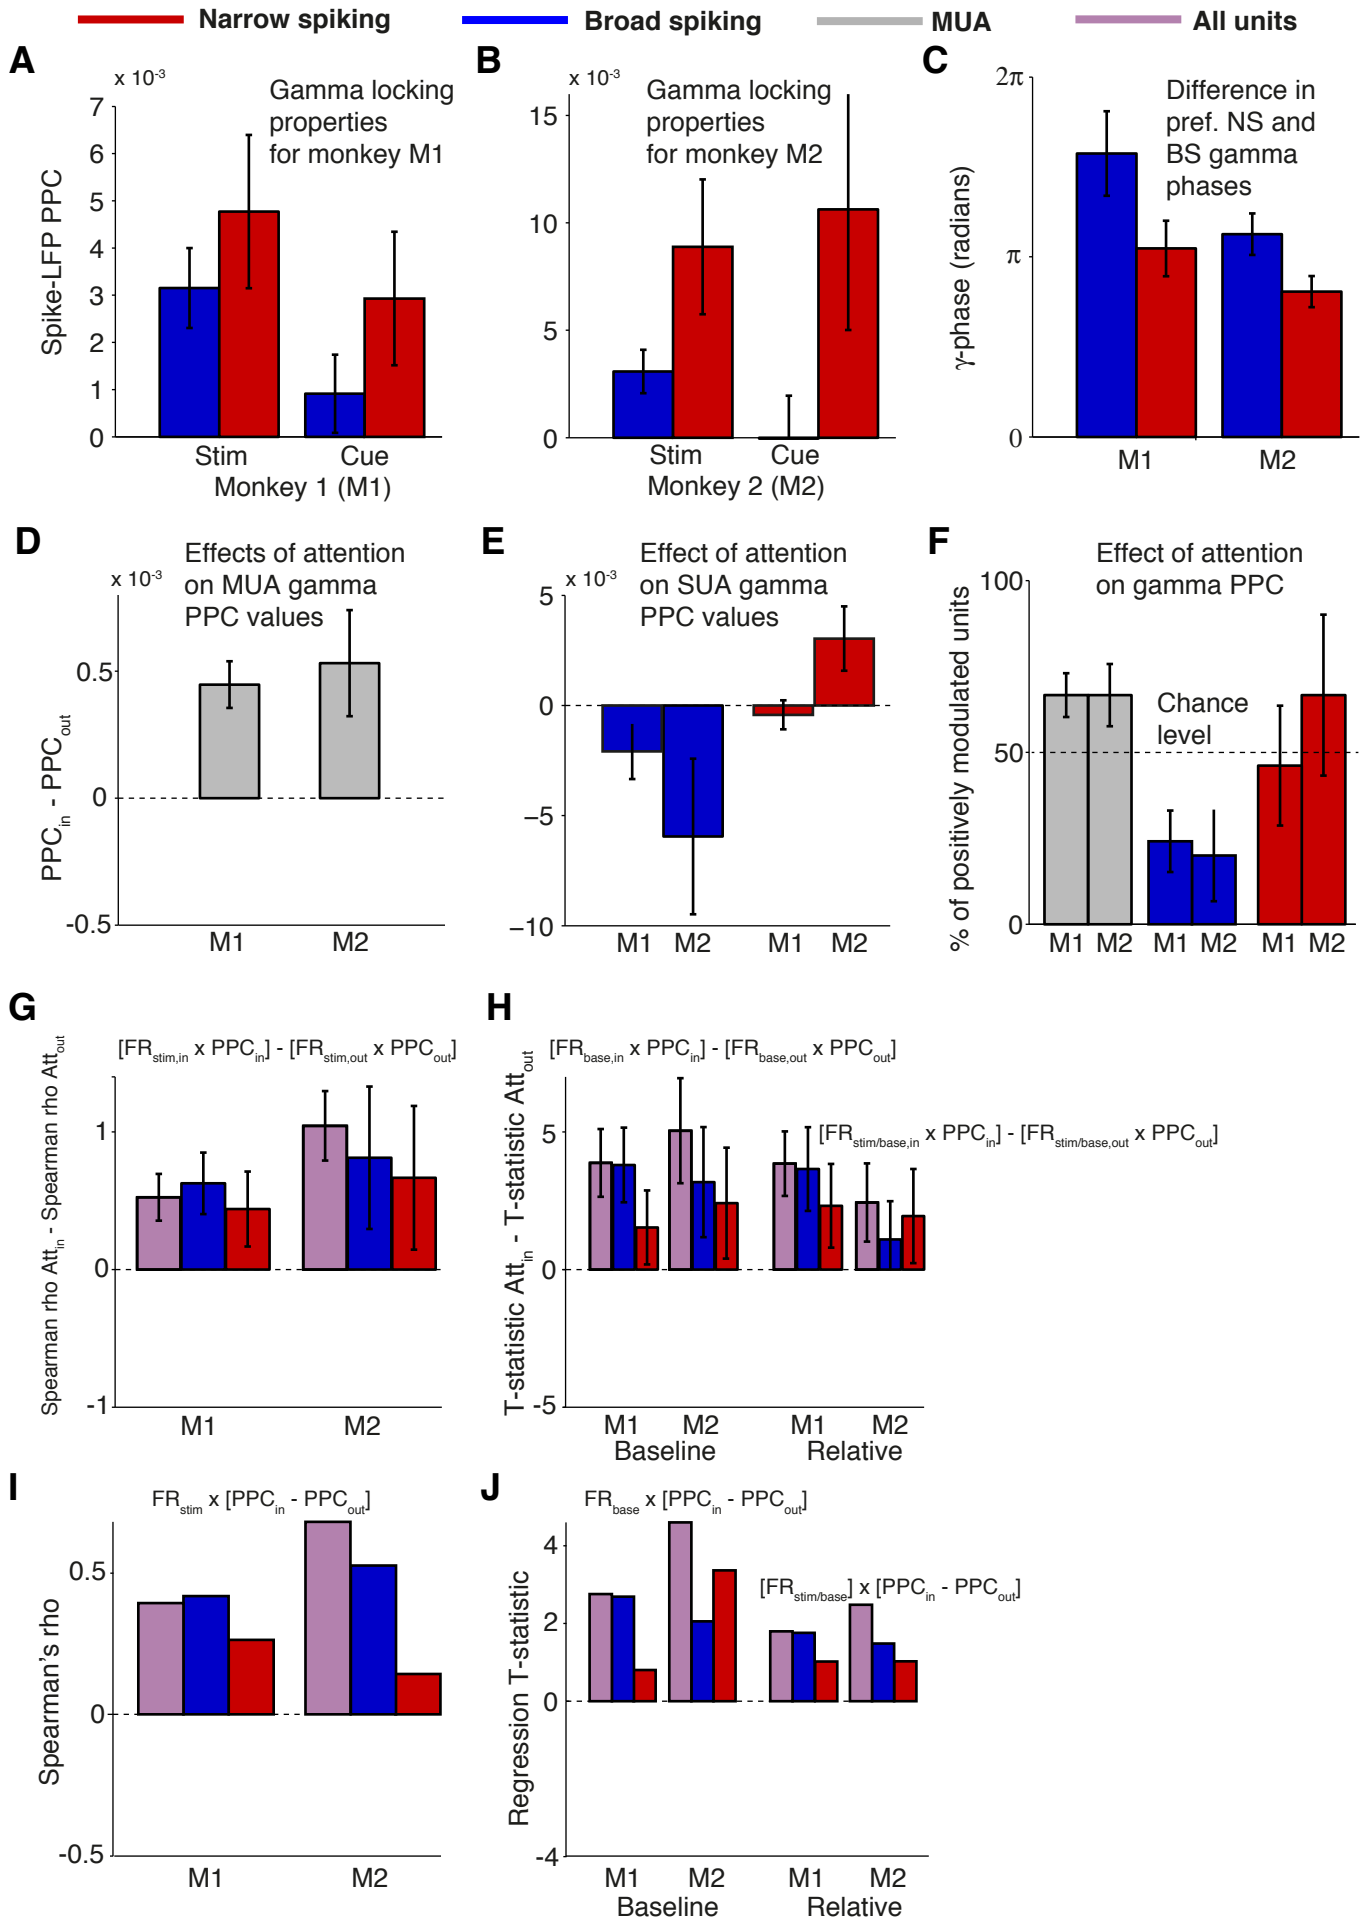 Narrow spiking Broad spiking MUA All units
A
x 10-3
Gamma locking
properties
for monkey M1
7
6
5
4
3
2
1
0
Spike-LFP PPC
Stim Cue
Monkey 1 (M1)
B
x 10-3
Gamma locking
properties
for monkey M2
15
10
5
0
Stim Cue
Monkey 2 (M2)
C
2π
π
0
Difference in
pref. NS and
BS gamma
phases
γ-phase (radians)
M1 M2
D
Effects of attention
on MUA gamma
PPC values
x 10-3
0.5
0
-0.5
PPCin - PPCout
M1 M2
E
Effect of attention
on SUA gamma
PPC values
x 10-3
5
0
−5
−10
M1 M2 M1 M2
F
Effect of attention
on gamma PPC
100
50
0
Chance
level
% of positively modulated units
M1 M2 M1 M2 M1 M2
G
[FRstim,in x PPCin] - [FRstim,out x PPCout]
1
0
-1
Spearman rho Attin - Spearman rho Attout
M1 M2
H
[FRbase,in x PPCin] - [FRbase,out x PPCout]
[FRstim/base,in x PPCin] - [FRstim/base,out x PPCout]
5
0
-5
T-statistic Attin - T-statistic Attout
M1 M2 M1 M2
Baseline Relative
I
FRstim x [PPCin - PPCout]
0.5
0
-0.5
Spearman's rho
M1 M2
J
FRbase x [PPCin - PPCout]
[FRstim/base] x [PPCin - PPCout]
4
2
0
-4
Regression T-statistic
M1 M2 M1 M2
Baseline Relative